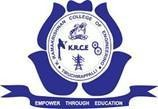 RAMAKRISHNAN COLLEGE OF ENGINEERING
K.R.C.E
TIRUCHIRAPPALLI
EMPOWER THROUGH EDUCATION